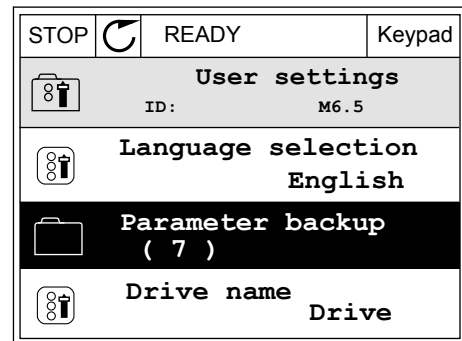 STOP READY Keypad
User settings
ID: M6.5
Language selection
English
Parameter backup
( 7 )
Drive name
Drive